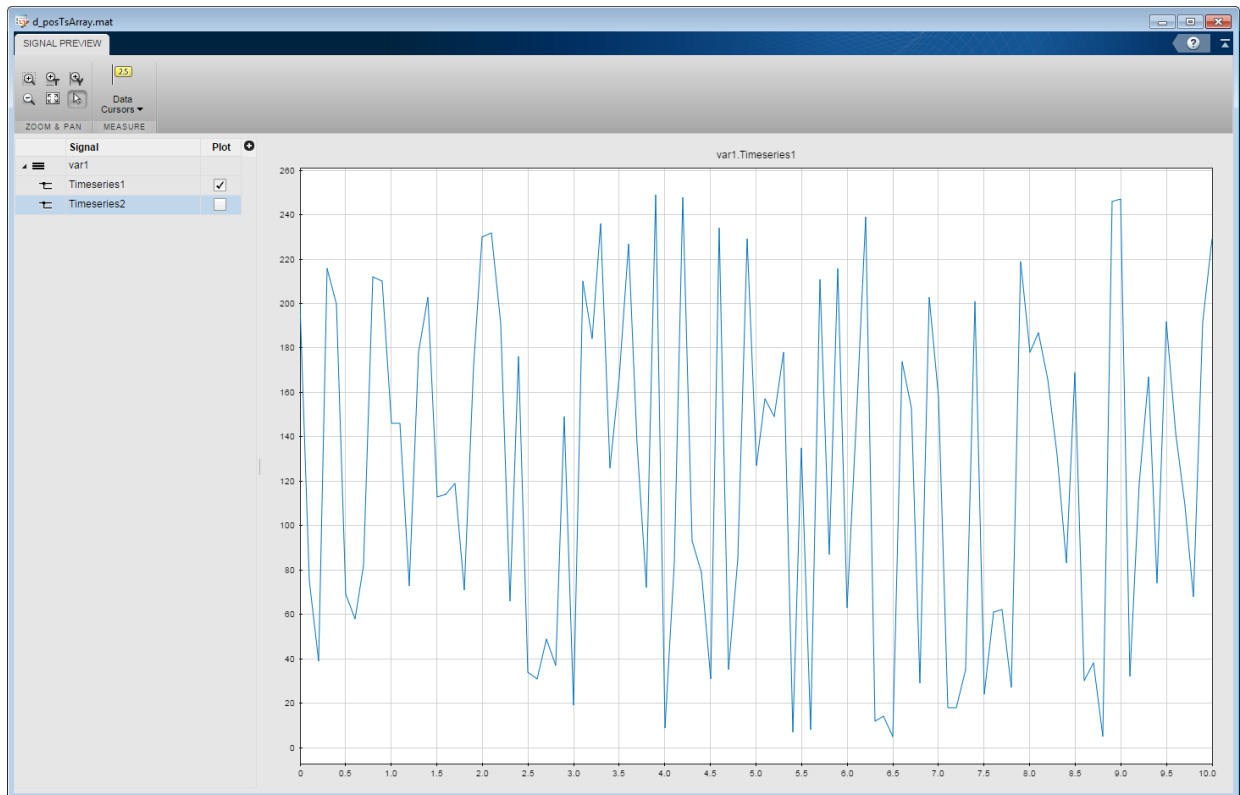 d_posTsArray.mat
SIGNAL PREVIEW
?
2.5
Data
Cursors
ZOOM & PAN
MEASURE
Signal Plot
var1
Timeseries1
Timeseries2
var1.Timeseries1
260
240
220
200
180
160
140
120
100
80
60
40
20
0
0 0.5 1.0 1.5 2.0 2.5 3.0 3.5 4.0 4.5 5.0 5.5 6.0 6.5 7.0 7.5 8.0 8.5 9.0 9.5 10.0